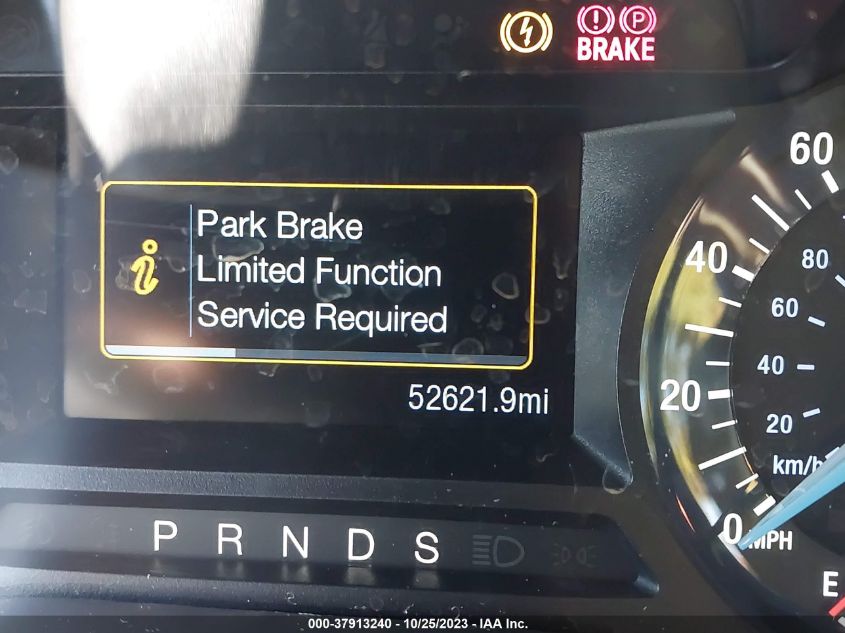 BRAKE
Park Brake
Limited Function
Service Required
52621.9mi
60
40
20
0 MPH
80
60
40
20
km/h
P R N D S
E
000-37913240 - 10/25/2023 - IAA Inc.